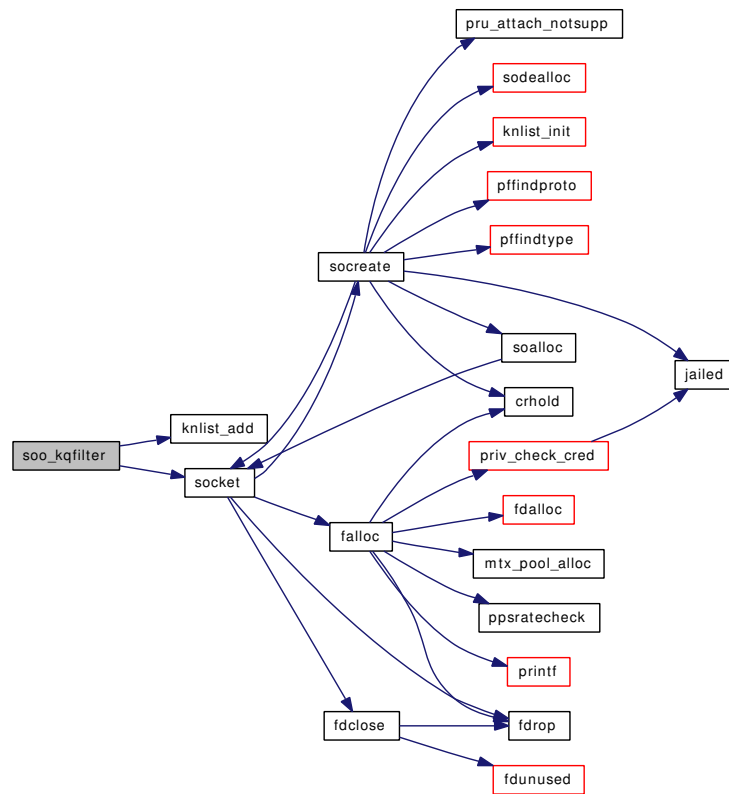 pru_attach_notsupp
sodealloc
knlist_init
pffindproto
pffindtype
socreate
soalloc
jailed
crhold
knlist_add
soo_kqfilter
priv_check_cred
socket
fdalloc
falloc
mtx_pool_alloc
ppsratecheck
printf
fdclose
fdrop
fdunused